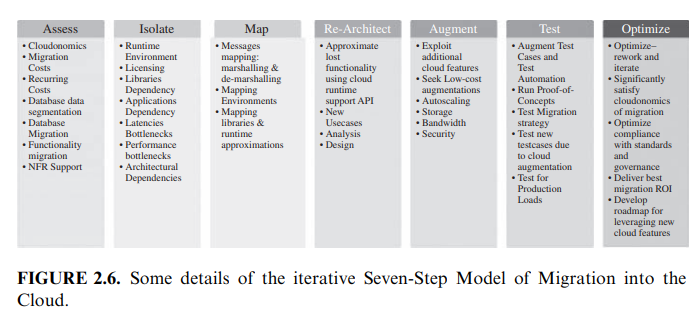 Assess
• Cloudonomics
• Migration
Costs
• Recurring
Costs
• Database data
segmentation
• Database
Migration
• Functionality
migration
• NFR Support
Isolate
• Runtime
Environment
• Licensing
• Libraries
Dependency
• Applications
Dependency
• Latencies
Bottlenecks
• Performance
bottlenecks
• Architectural
Dependencies
Map
• Messages
mapping:
marshalling &
de-marshalling
• Mapping
Environments
• Mapping
libraries &
runtime
approximations
Re-Architect
• Approximate
lost
functionality
using cloud
runtime
support API
• New
Usecases
• Analysis
• Design
Augment
• Exploit
additional
cloud features
• Seek Low-cost
augmentations
• Autoscaling
• Storage
• Bandwidth
• Security
Test
• Augment Test
Cases and
Test
Automation
• Run Proof-of-
Concepts
• Test Migration
strategy
• Test new
testcases due
to cloud
augmentation
• Test for
Production
Loads
Optimize
• Optimize–
rework and
iterate
• Significantly
satisfy
cloudonomics
of migration
• Optimize
compliance
with standards
and
governance
• Deliver best
migration ROI
• Develop
roadmap for
leveraging new
cloud features
FIGURE 2.6. Some details of the iterative Seven-Step Model of Migration into the
Cloud.